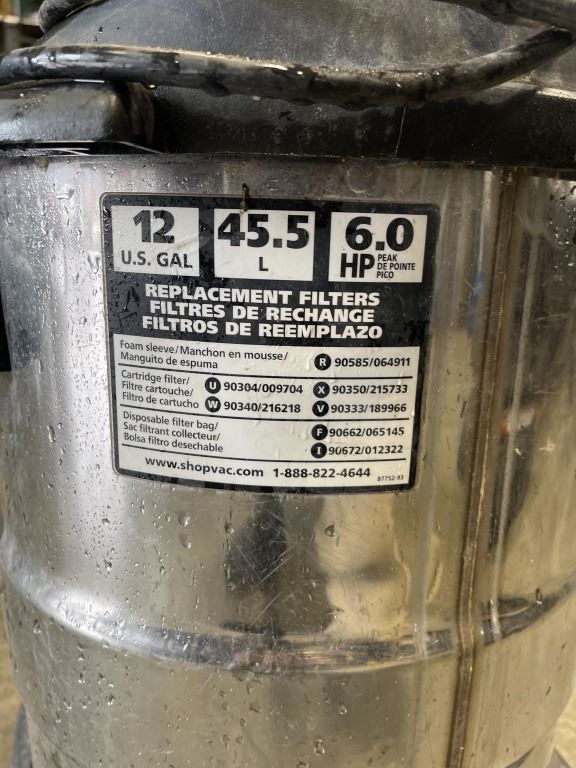 12 45.5 6.0
U.S. GAL L HP PEAK DE POINTE PICO
REPLACEMENT FILTERS
FILTRES DE RECHANGE
FILTROS DE REEMPLAZO
Foam sleeve/Manchon en mousse/
Manguito de espuma R 90585/064911
Cartridge filter/ U 90304/009704 X 90350/215733
Filtre cartouche/
Filtro de cartucho W 90340/216218 V 90333/189966
Disposable filter bag/ F 90662/065145
Sac filtrant collecteur/
Bolsa filtro desechable I 90672/012322
www.shopvac.com 1-888-822-4644
87752-93